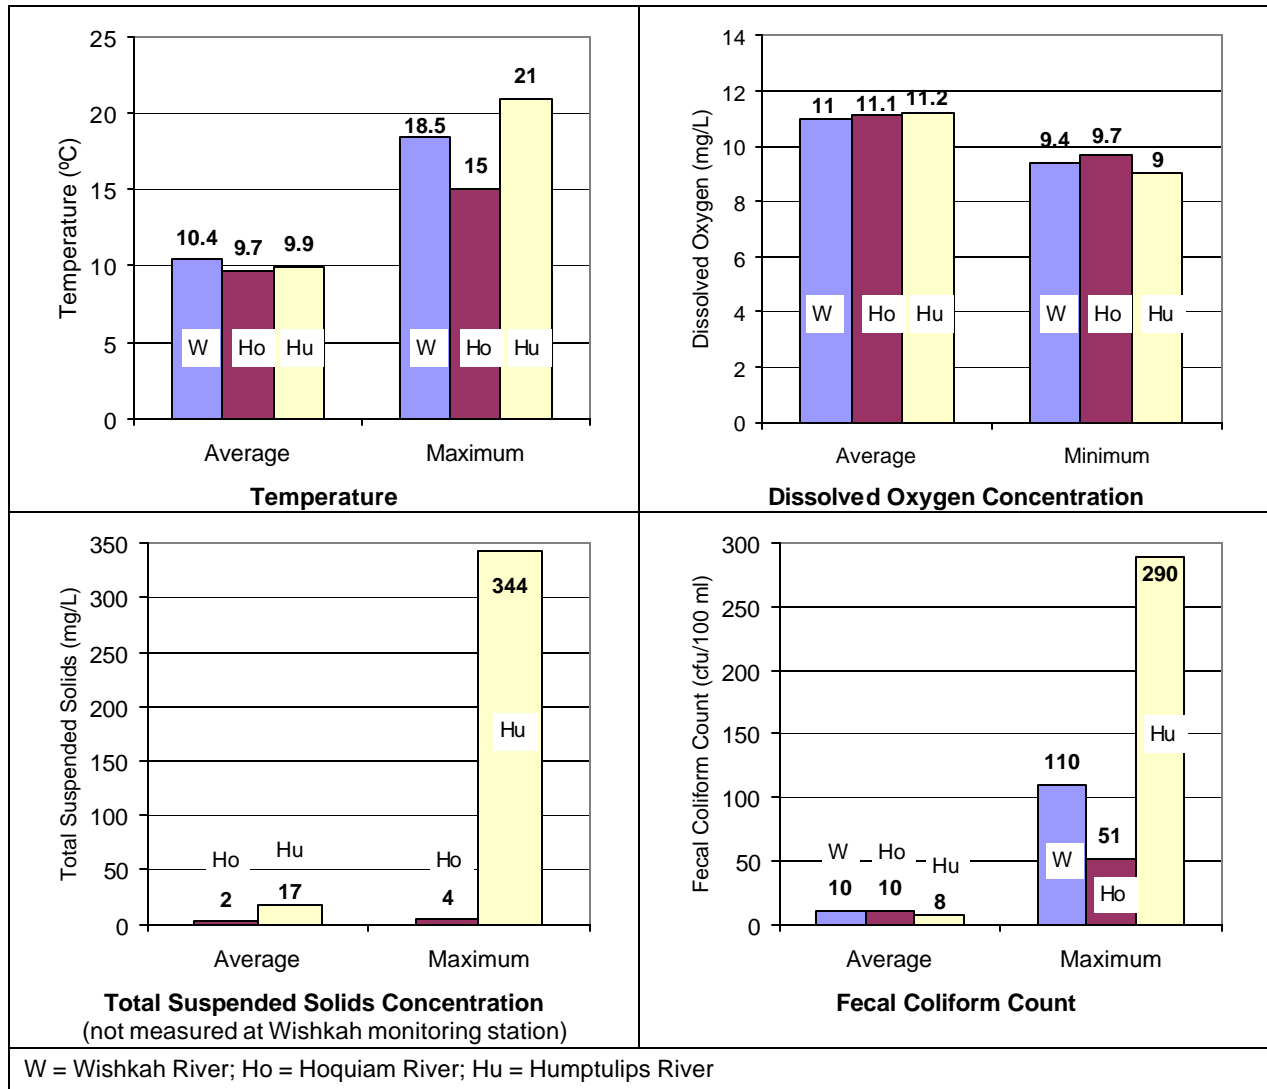 25
20
15
10
5
0
Temperature (ºC)
10.4
9.7
9.9
18.5
15
21
W
Ho
Hu
W
Ho
Hu
Average
Maximum
Temperature
14
12
10
8
6
4
2
0
Dissolved Oxygen (mg/L)
11
11.1
11.2
9.4
9.7
9
W
Ho
Hu
W
Ho
Hu
Average
Minimum
Dissolved Oxygen Concentration
350
300
250
200
150
100
50
0
Total Suspended Solids (mg/L)
Ho
Hu
2
17
Ho
4
344
Hu
Average
Maximum
Total Suspended Solids Concentration
(not measured at Wishkah monitoring station)
300
250
200
150
100
50
0
Fecal Coliform Count (cfu/100 ml)
W
Ho
Hu
10
10
8
110
51
290
W
Ho
Hu
Average
Maximum
Fecal Coliform Count
W = Wishkah River; Ho = Hoquiam River; Hu = Humptulips River